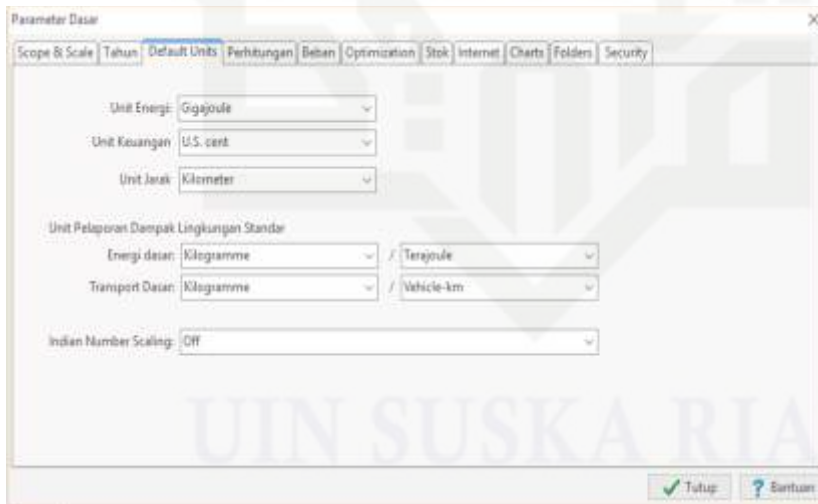 Parameter Dasar
Scope & Scale Tahun Default Units Perhitungan Beban Optimization Stok Internet Charts Folders Security
Unit Energi: Gigajoule
Unit Keuangan U.S. cent
Unit Jarak Kilometer
Unit Pelaporan Dampak Lingkungan Standar
Energi dasar: Kilogramme / Terajoule
Transport Dasar: Kilogramme / Vehicle-km
Indian Number Scaling: Off
UIN SUSKA RIA
Tutup ? Bantuan